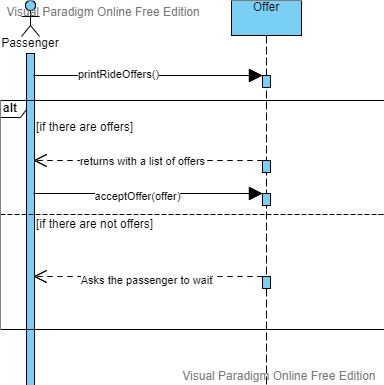 Visual Paradigm Online Free Edition
Offer
Passenger
printRideOffers()
alt
[if there are offers]
returns with a list of offers
acceptOffer(offer)
[if there are not offers]
Asks the passenger to wait
Visual Paradigm Online Free Edition